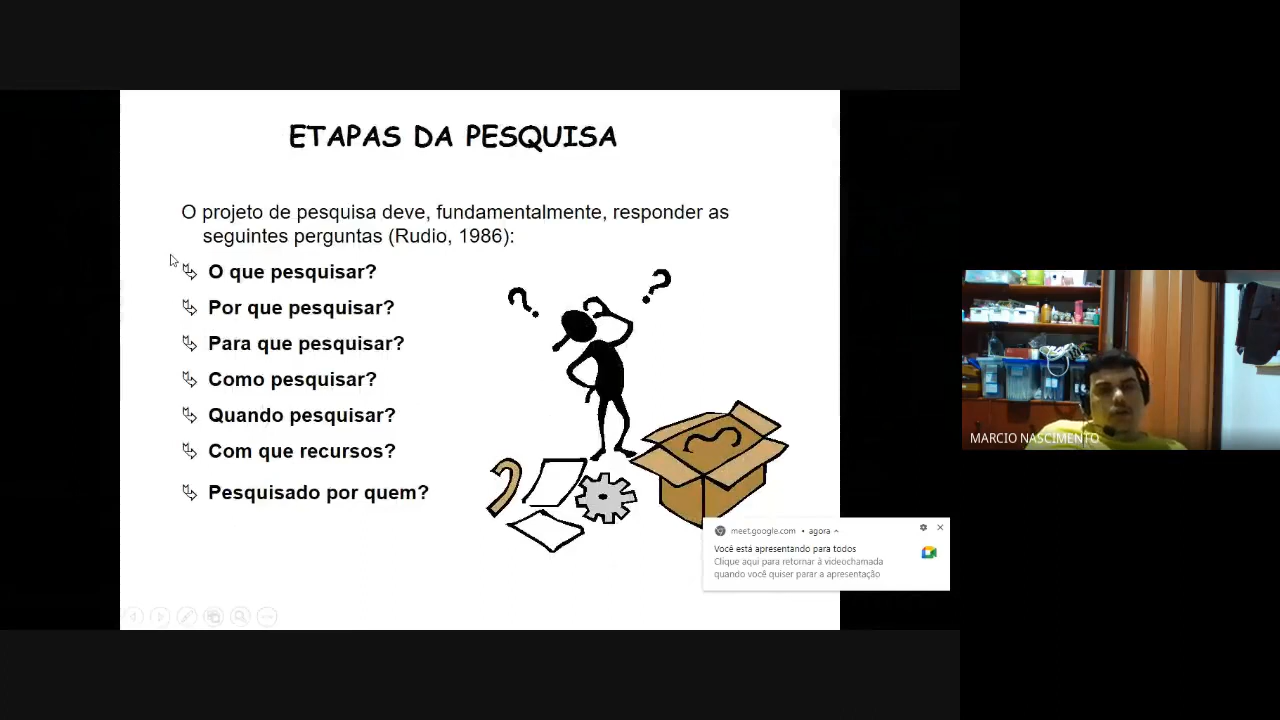 ETAPAS DA PESQUISA
O projeto de pesquisa deve, fundamentalmente, responder as
seguintes perguntas (Rudio, 1986):
O que pesquisar?
Por que pesquisar?
Para que pesquisar?
Como pesquisar?
Quando pesquisar?
Com que recursos?
Pesquisado por quem?
MARCIO NASCIMENTO
meet.google.com • agora
Você está apresentando para todos
Clique aqui para retornar à videochamada
quando você quiser parar a apresentação